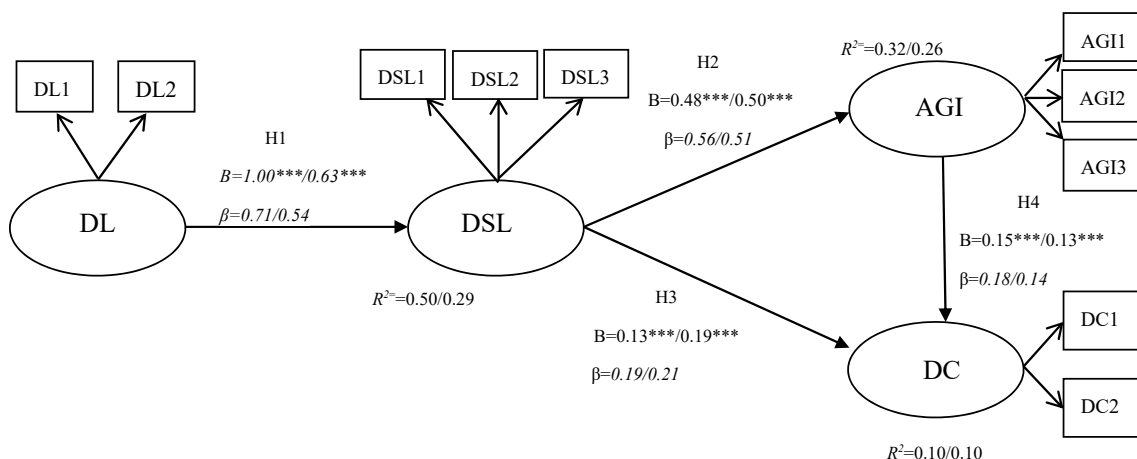 DL1
DL2
DSL1
DSL2
DSL3
R²⁼=0.32/0.26
AGI1
AGI2
AGI3
H2
B=0.48***/0.50***
β=0.56/0.51
AGI
H1
B=1.00***/0.63***
β=0.71/0.54
DL
DSL
R²⁼=0.50/0.29
H4
B=0.15***/0.13***
β=0.18/0.14
H3
B=0.13***/0.19***
β=0.19/0.21
DC
DC1
DC2
R²=0.10/0.10